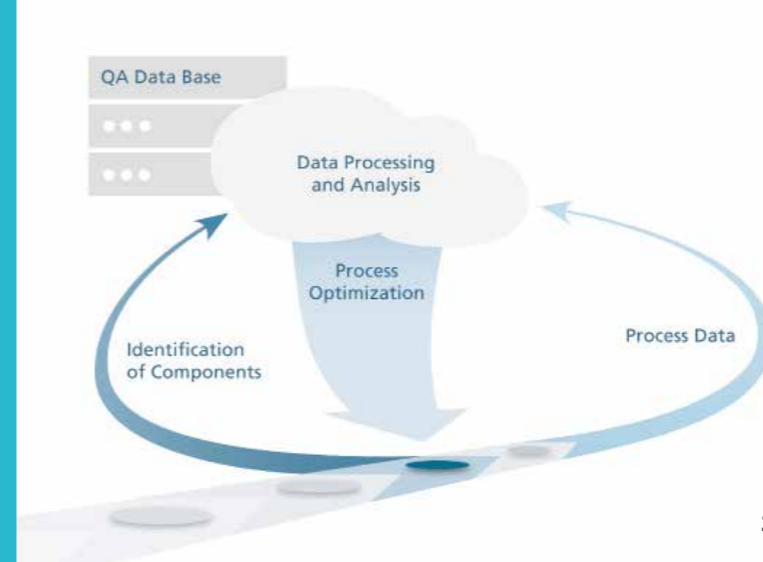 QA Data Base
Data Processing
and Analysis
Process
Optimization
Process Data
Identification
of Components